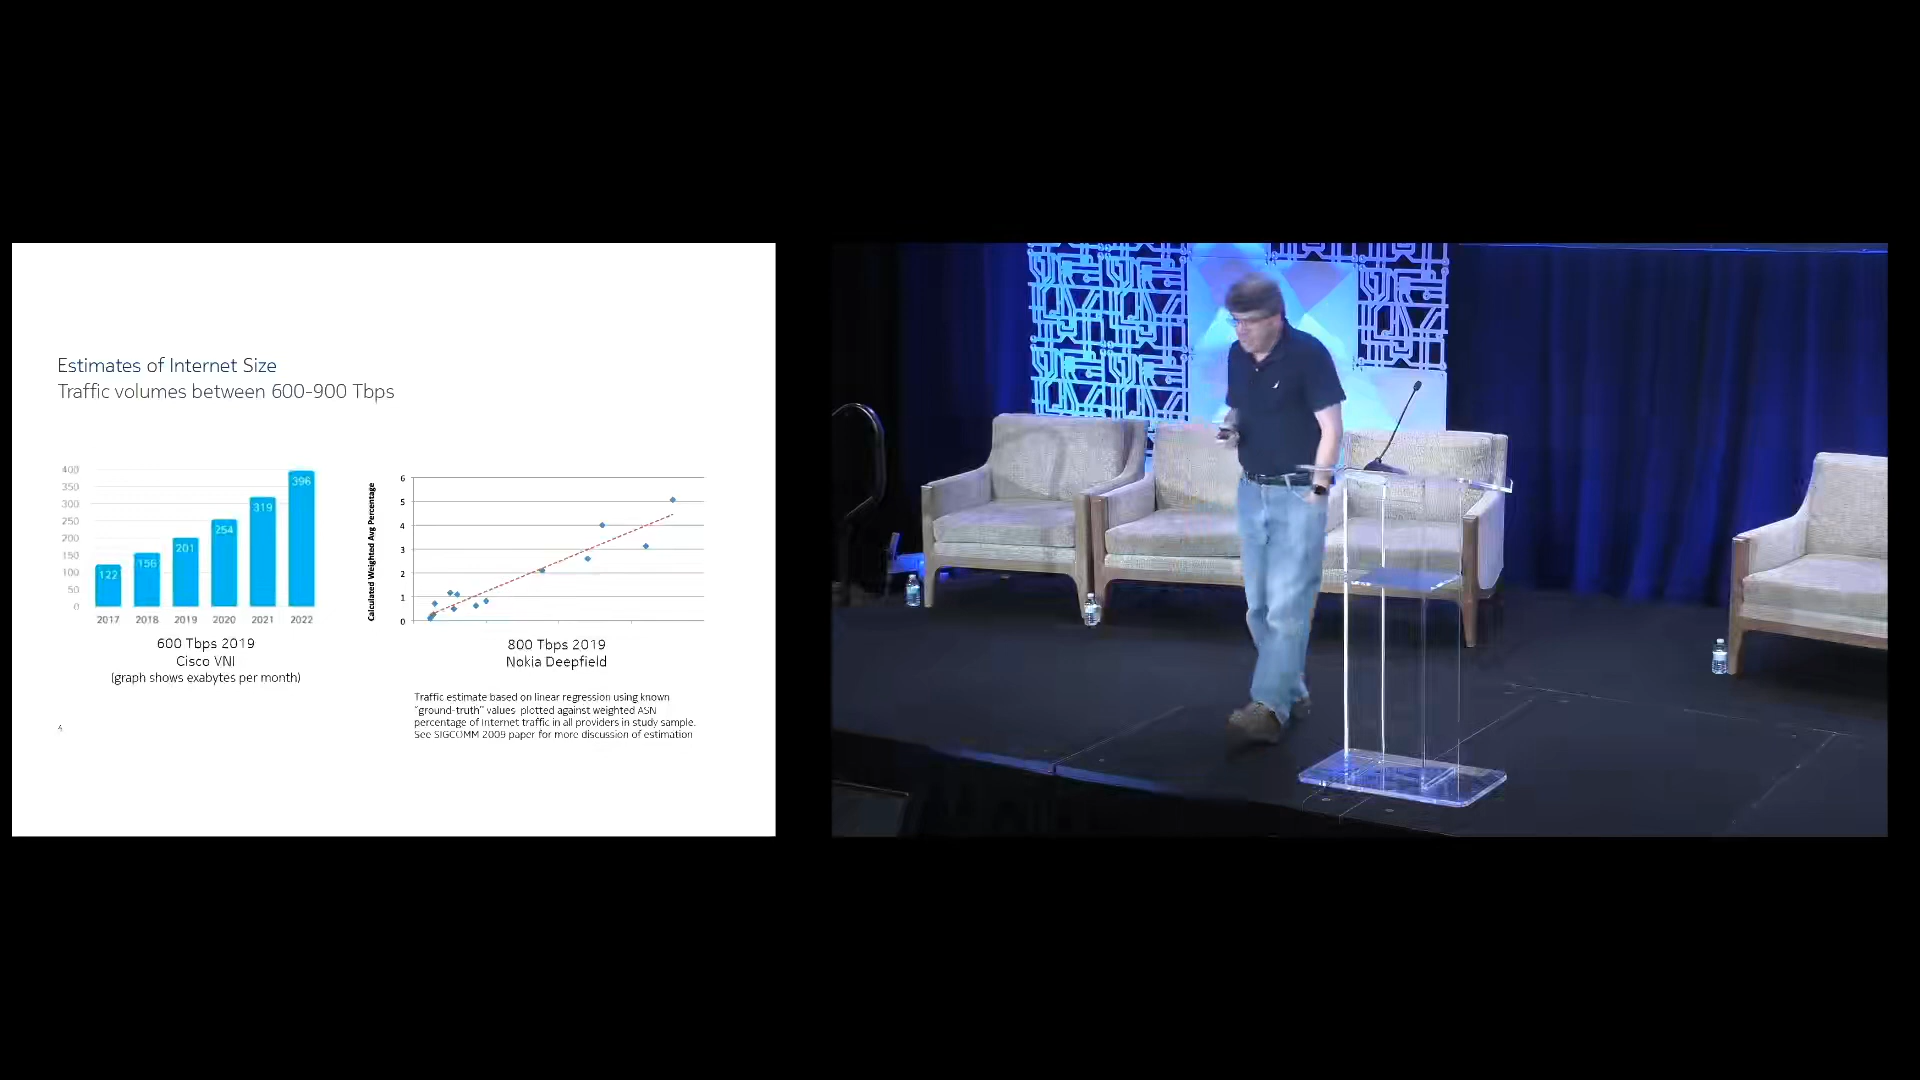 Estimates of Internet Size
Traffic volumes between 600-900 Tbps
400
350
300
250
200
150
100
50
0
122
156
201
254
319
396
2017 2018 2019 2020 2021 2022
600 Tbps 2019
Cisco VNI
(graph shows exabytes per month)
Calculated Weighted Avg Percentage
6
5
4
3
2
1
0
800 Tbps 2019
Nokia Deepfield
Traffic estimate based on linear regression using known
"ground-truth" values plotted against weighted ASN
percentage of Internet traffic in all providers in study sample.
See SIGCOMM 2009 paper for more discussion of estimation
4